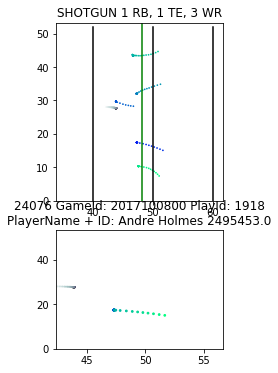 SHOTGUN 1 RB, 1 TE, 3 WR
50
40
30
20
10
0
40 50 60
24076 GameId: 2017100800 PlayId: 1918
PlayerName + ID: Andre Holmes 2495453.0
40
20
0
45 50 55